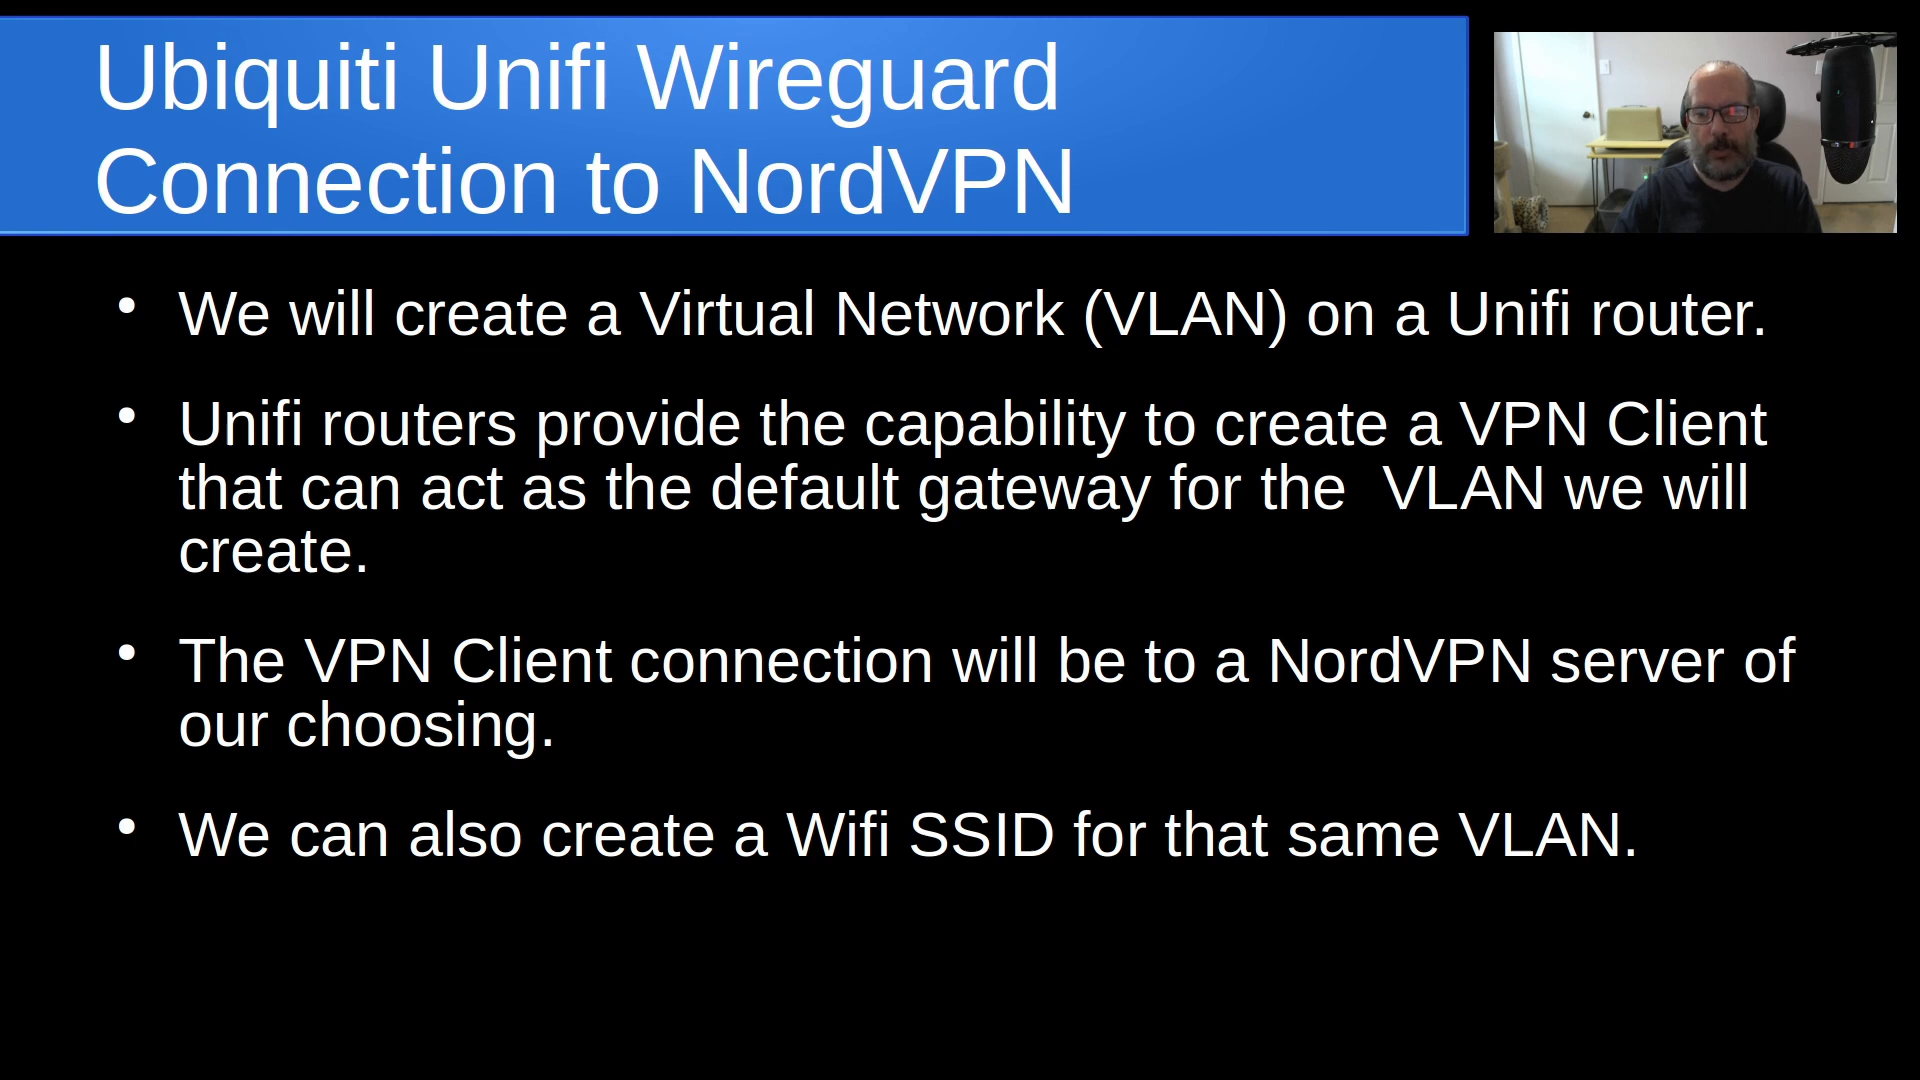 Ubiquiti Unifi Wireguard
Connection to NordVPN
• We will create a Virtual Network (VLAN) on a Unifi router.
• Unifi routers provide the capability to create a VPN Client
that can act as the default gateway for the  VLAN we will
create.
• The VPN Client connection will be to a NordVPN server of
our choosing.
• We can also create a Wifi SSID for that same VLAN.